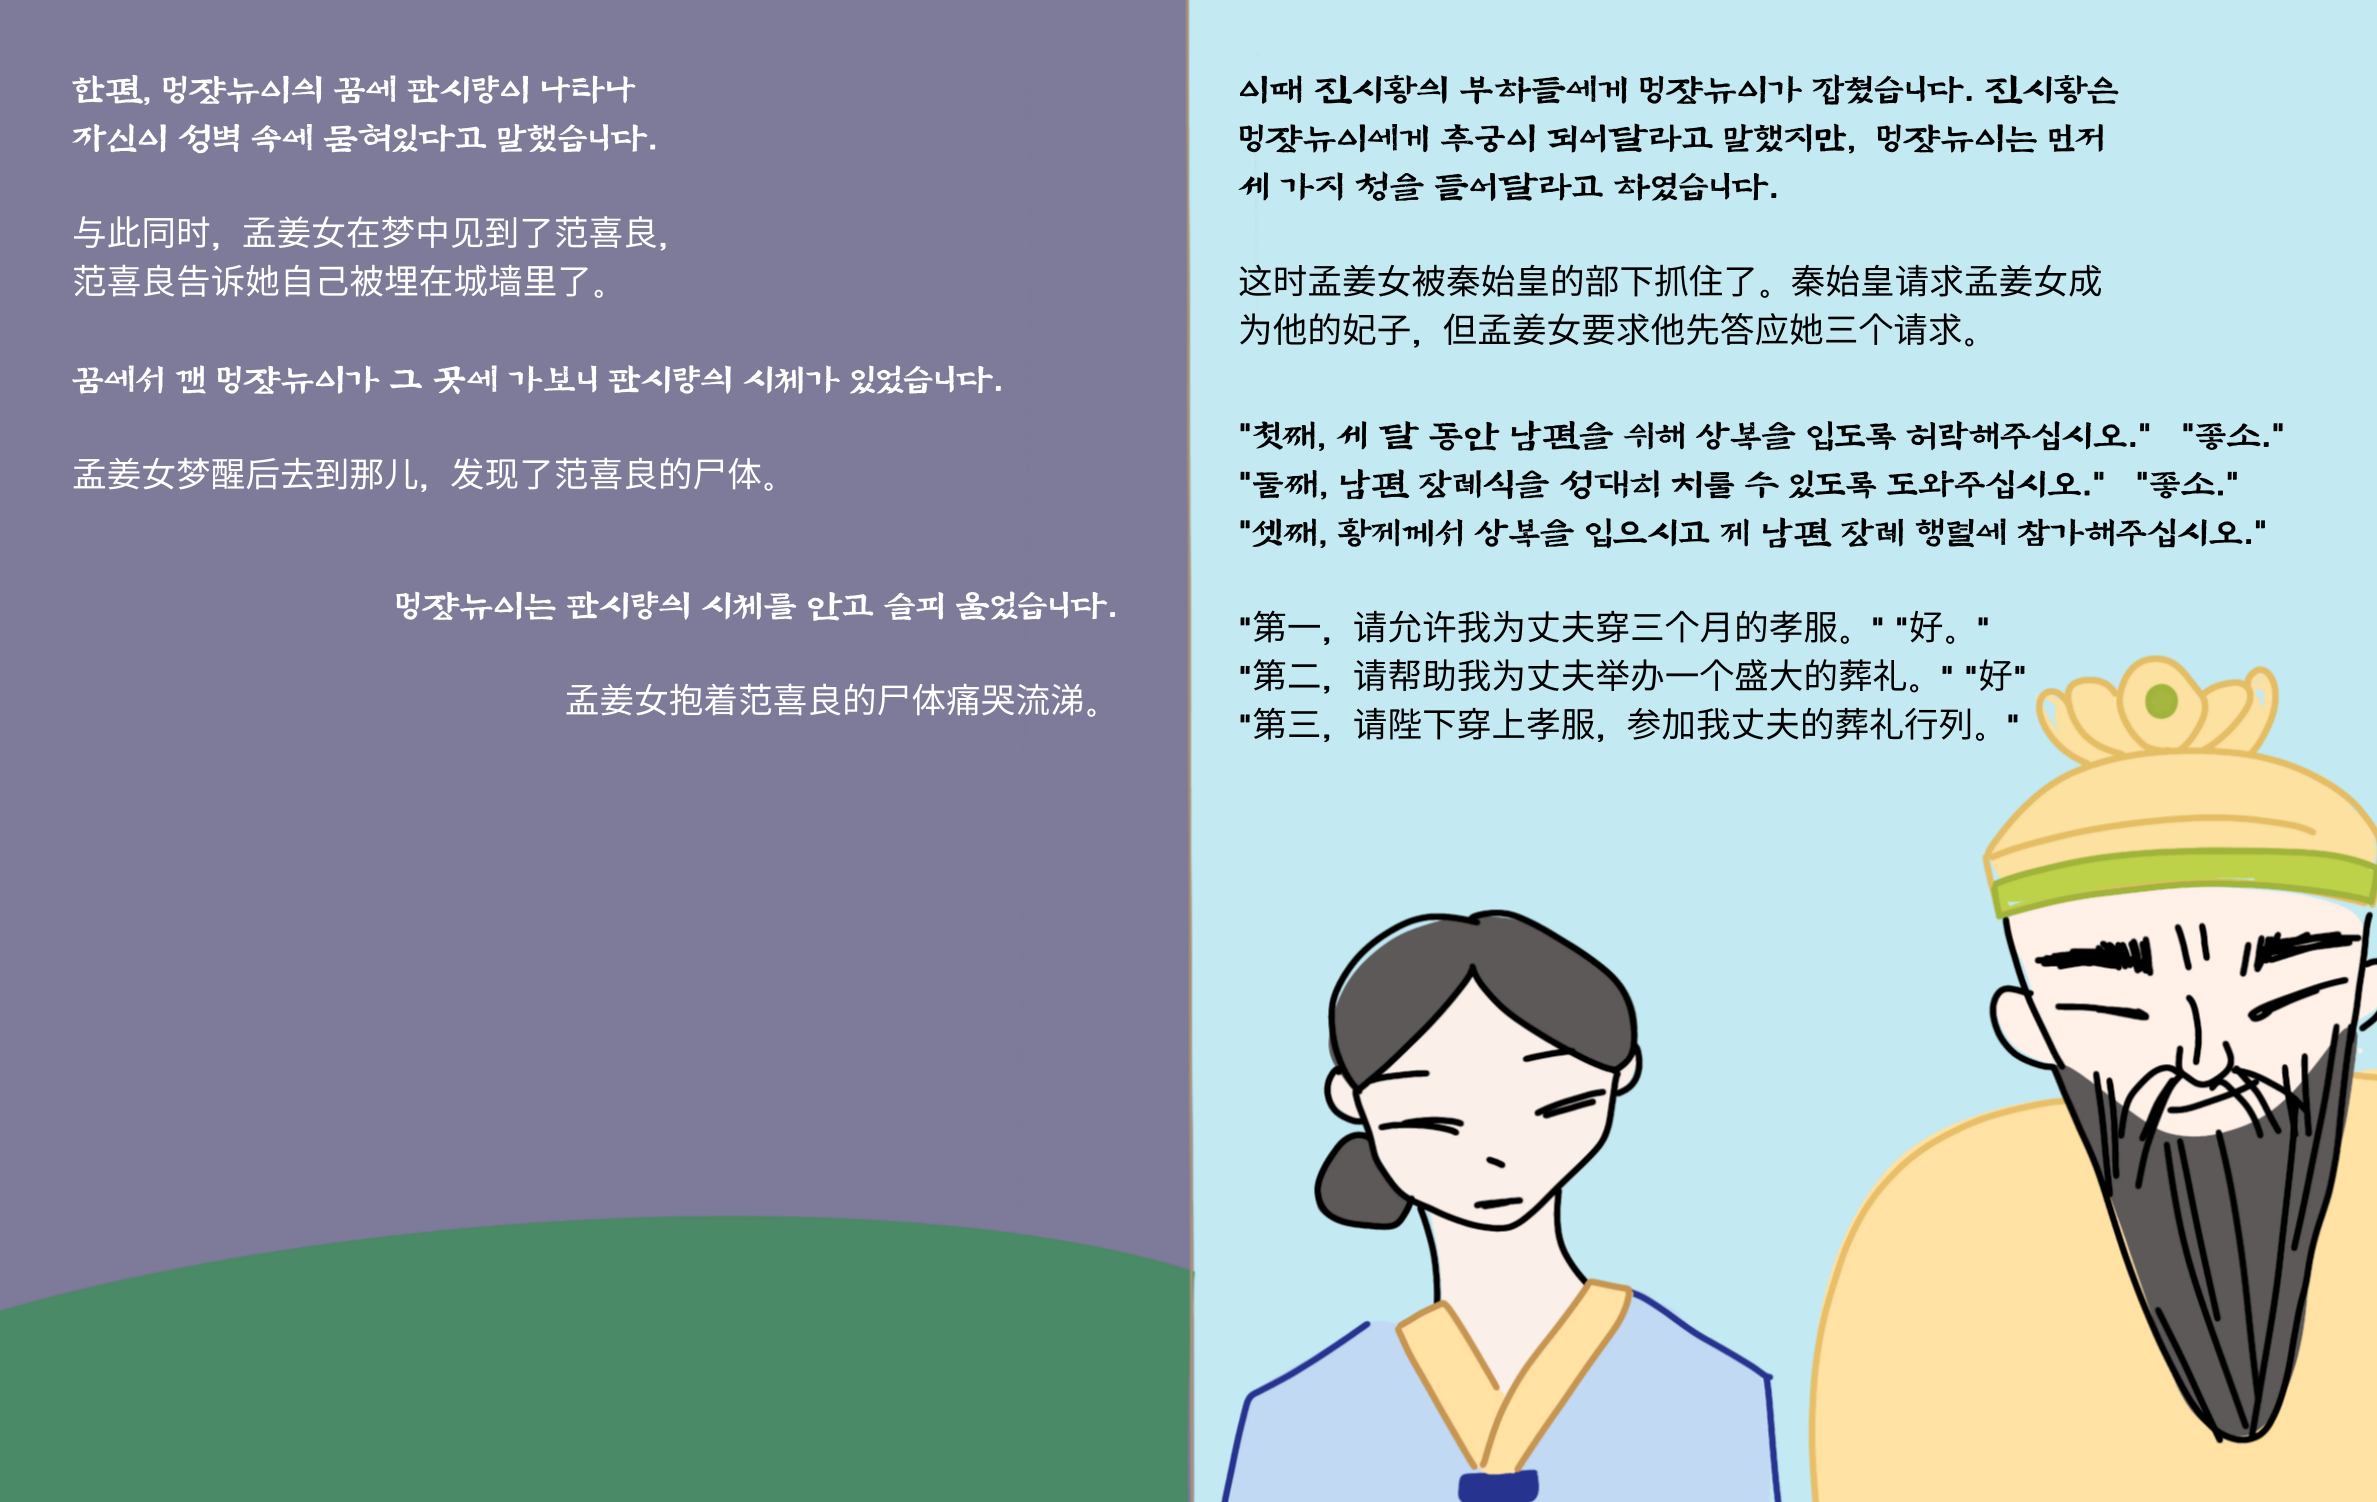 한편, 멍쟝뉴이의 꿈에 판시량이 나타나
자신이 성벽 속에 묻혀있다고 말했습니다.
与此同时，孟姜女在梦中见到了范喜良，
范喜良告诉她自己被埋在城墙里了。
꿈에서 깬 멍쟝뉴이가 그 곳에 가보니 판시량의 시체가 있었습니다.
孟姜女梦醒后去到那儿，发现了范喜良的尸体。
멍쟝뉴이는 판시량의 시체를 안고 슬피 울었습니다.
孟姜女抱着范喜良的尸体痛哭流涕。
이때 진시황의 부하들에게 멍쟝뉴이가 잡혔습니다. 진시황은
멍쟝뉴이에게 후궁이 되어달라고 말했지만, 멍쟝뉴이는 먼저
세 가지 청을 들어달라고 하였습니다.
这时孟姜女被秦始皇的部下抓住了。秦始皇请求孟姜女成
为他的妃子，但孟姜女要求他先答应她三个请求。
"첫째, 세 달 동안 남편을 위해 상복을 입도록 허락해주십시오." "좋소."
"둘째, 남편 장례식을 성대히 치를 수 있도록 도와주십시오." "좋소."
"셋째, 황제께서 상복을 입으시고 제 남편 장례 행렬에 참가해주십시오."
"第一，请允许我为丈夫穿三个月的孝服。" "好。"
"第二，请帮助我为丈夫举办一个盛大的葬礼。" "好"
"第三，请陛下穿上孝服，参加我丈夫的葬礼行列。"